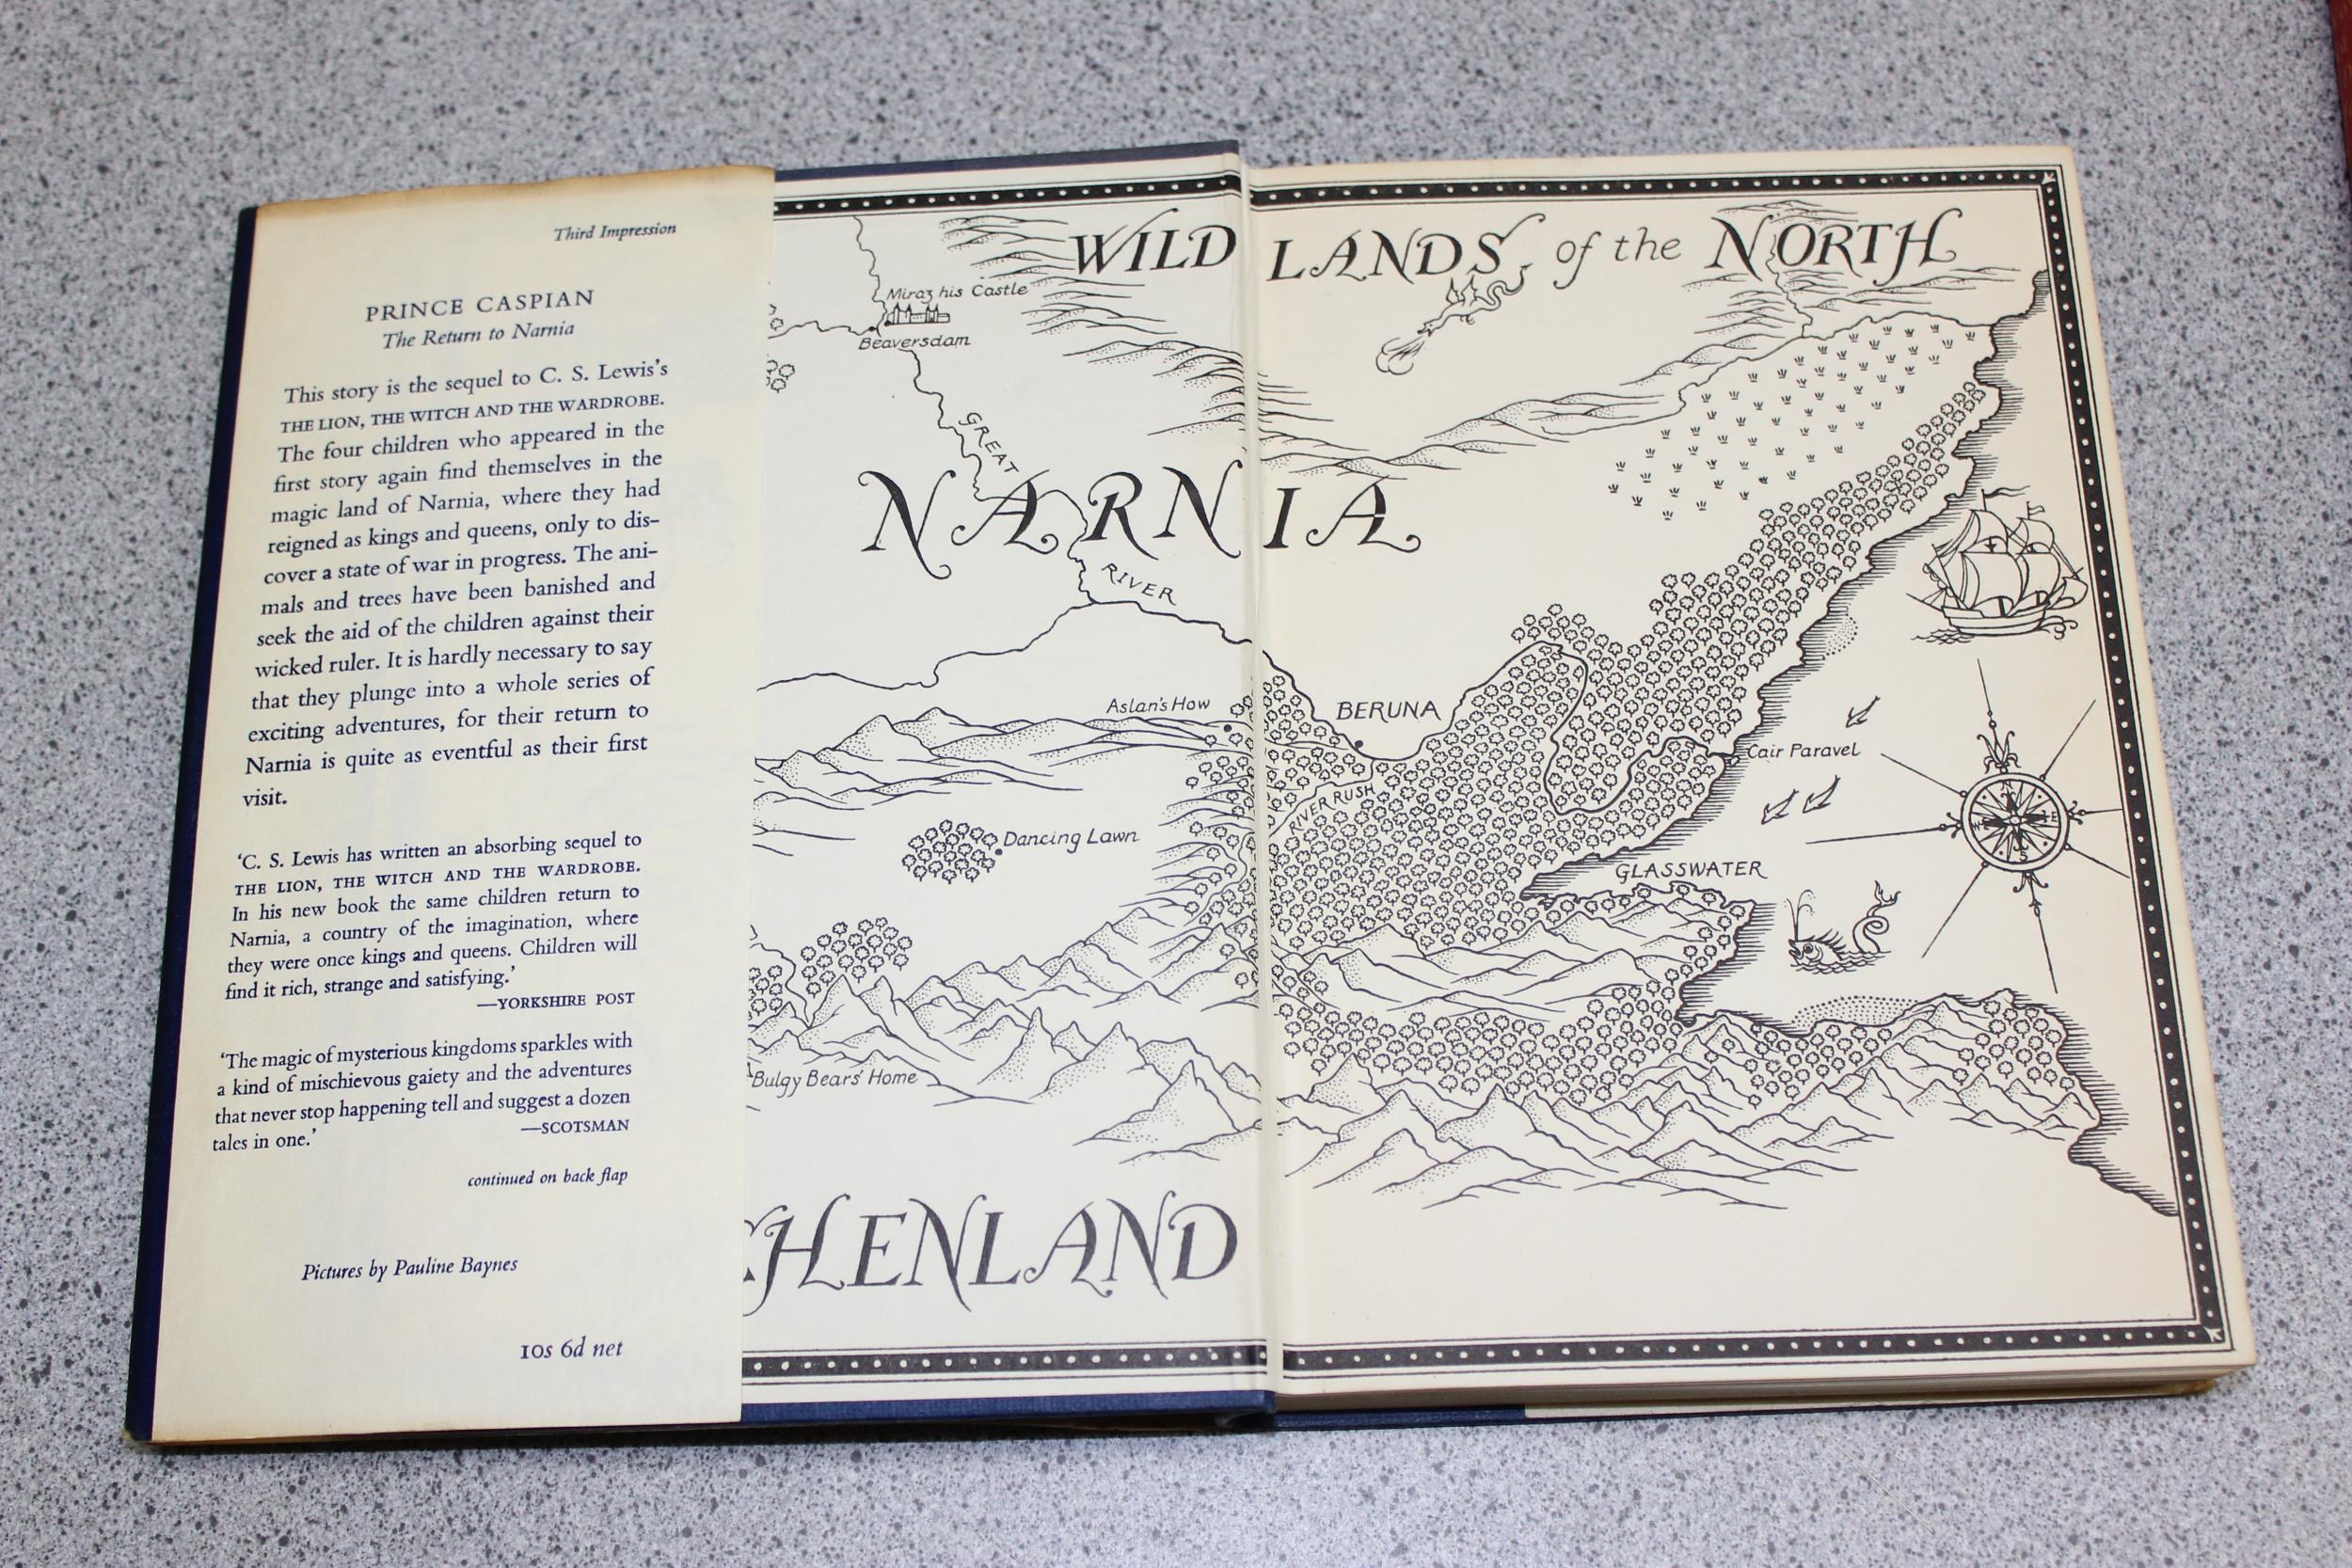 Third Impression
PRINCE CASPIAN
The Return to Narnia
This story is the sequel to C. S. Lewis's
THE LION, THE WITCH AND THE WARDROBE.
The four children who appeared in the
first story again find themselves in the
magic land of Narnia, where they had
reigned as kings and queens, only to dis-
cover a state of war in progress. The ani-
mals and trees have been banished and
seek the aid of the children against their
wicked ruler. It is hardly necessary to say
that they plunge into a whole series of
exciting adventures, for their return to
Narnia is quite as eventful as their first
visit.
'C. S. Lewis has written an absorbing sequel to
THE LION, THE WITCH AND THE WARDROBE.
In his new book the same children return to
Narnia, a country of the imagination, where
they were once kings and queens. Children will
find it rich, strange and satisfying.'
—YORKSHIRE POST
'The magic of mysterious kingdoms sparkles with
a kind of mischievous gaiety and the adventures
that never stop happening tell and suggest a dozen
tales in one.'
—SCOTSMAN
continued on back flap
Pictures by Pauline Baynes
10s 6d net
WILD LANDS of the NORTH
Miraz his Castle
Beaversdam
GREAT
NARNIA
RIVER
Aslan's How
BERUNA
Cair Paravel
RIVER RUSH
Dancing Lawn
GLASSWATER
N
W E
S
Bulgy Bears' Home
CHENLAND